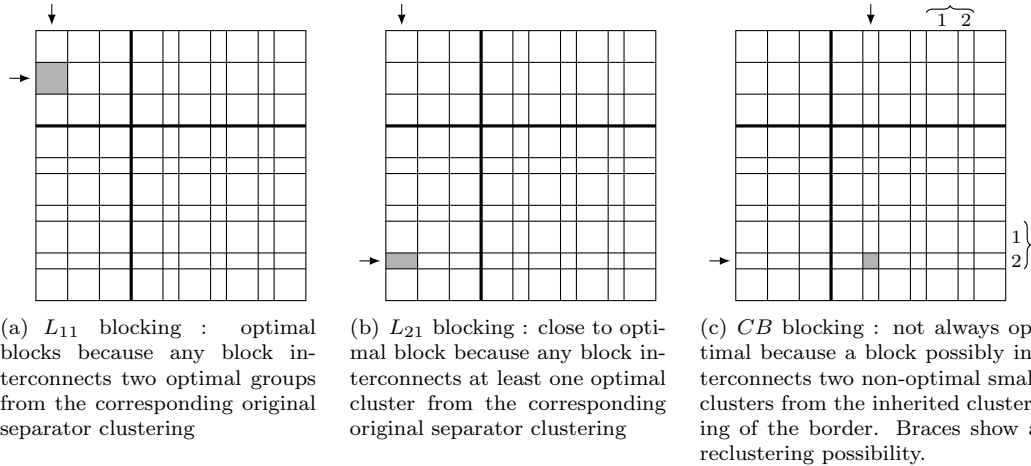 1 2
1
2
(a) L11 blocking : optimal
blocks because any block in-
terconnects two optimal groups
from the corresponding original
separator clustering
(b) L21 blocking : close to opti-
mal block because any block in-
terconnects at least one optimal
cluster from the corresponding
original separator clustering
(c) CB blocking : not always op-
timal because a block possibly in-
terconnects two non-optimal small
clusters from the inherited cluster-
ing of the border. Braces show a
reclustering possibility.